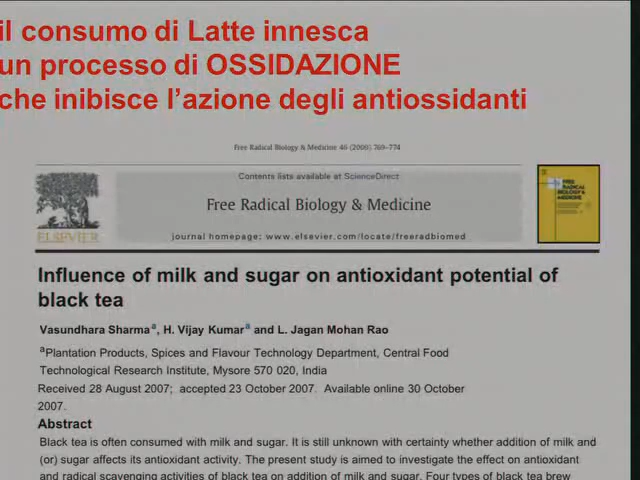 il consumo di Latte innesca
un processo di OSSIDAZIONE
che inibisce l'azione degli antiossidanti
Free Radical Biology & Medicine 46 (2008) 769–774
Contents lists available at ScienceDirect
Free Radical Biology & Medicine
journal homepage: www.elsevier.com/locate/freeradbiomed
ELSEVIER
FREE
RADICAL
BIOLOGY &
MEDICINE
Influence of milk and sugar on antioxidant potential of
black tea
Vasundhara Sharma a, H. Vijay Kumar a and L. Jagan Mohan Rao
a Plantation Products, Spices and Flavour Technology Department, Central Food
Technological Research Institute, Mysore 570 020, India
Received 28 August 2007; accepted 23 October 2007. Available online 30 October
2007.
Abstract
Black tea is often consumed with milk and sugar. It is still unknown with certainty whether addition of milk and
(or) sugar affects its antioxidant activity. The present study is aimed to investigate the effect on antioxidant
and radical scavenging activities of black tea on addition of milk and sugar. Four types of black tea brew